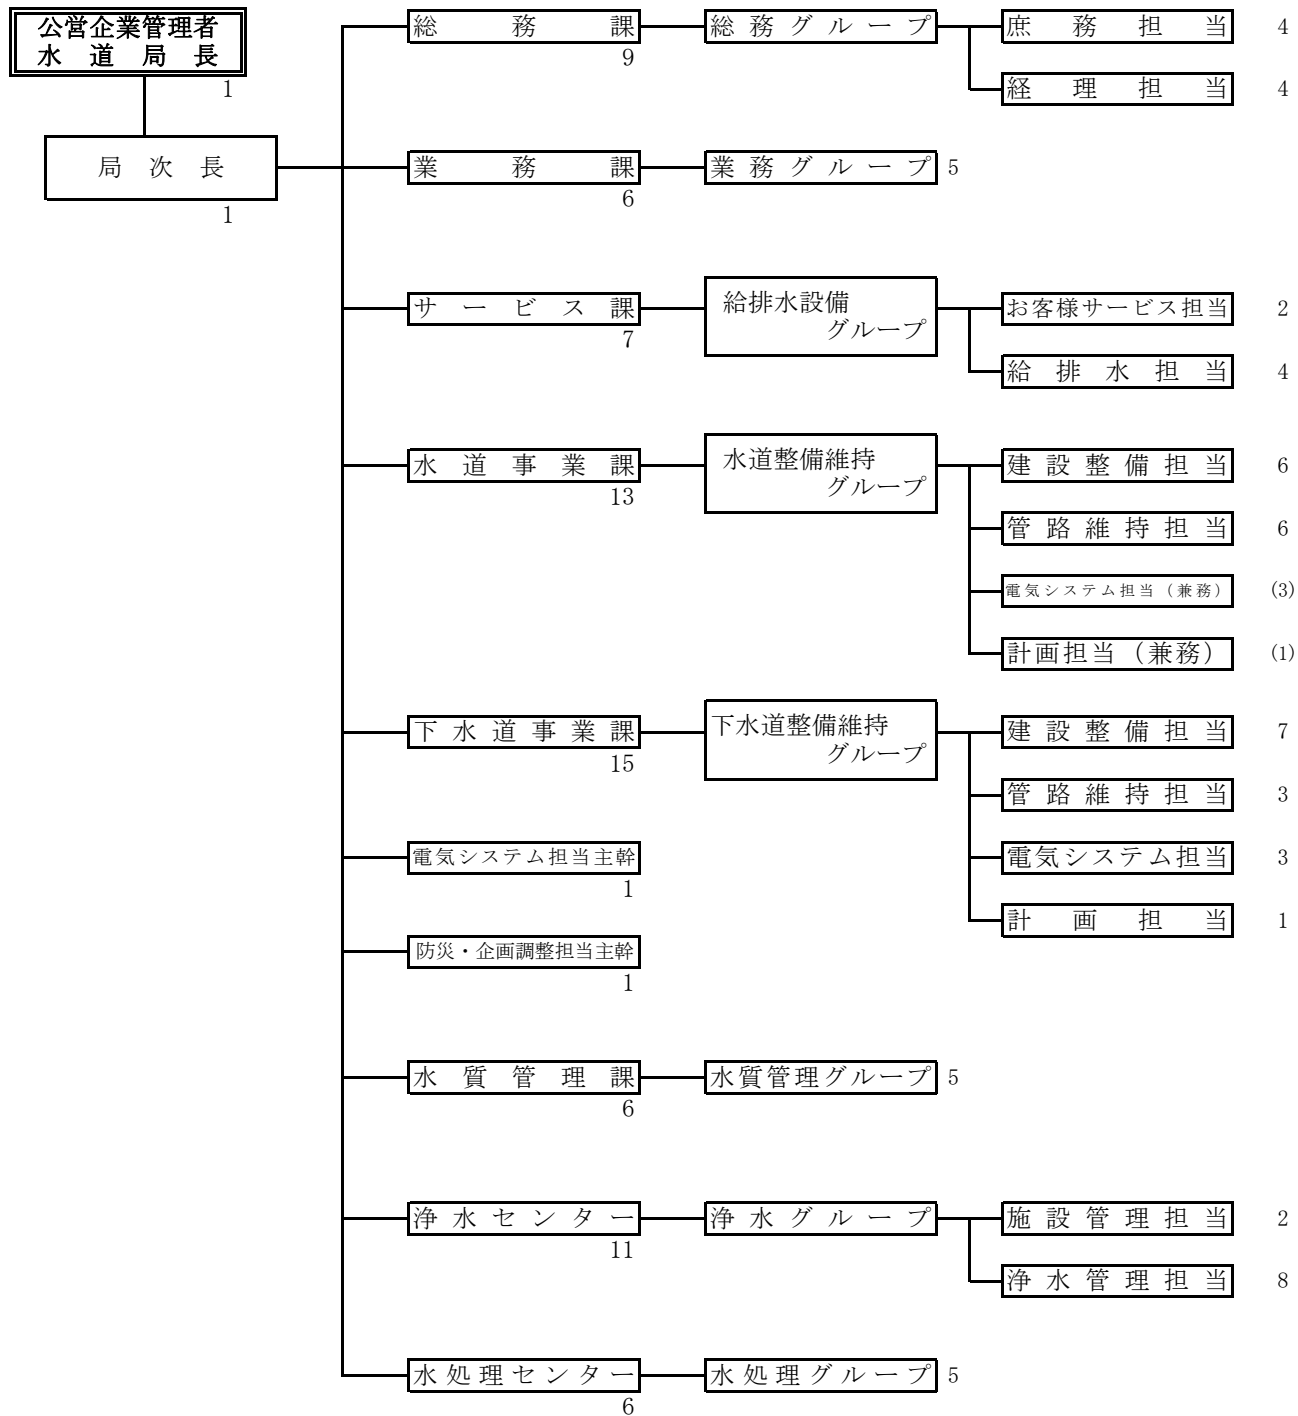 公営企業管理者
水道局長
1
局次長
1
総務課
9
総務グループ
庶務担当
4
経理担当
4
業務課
6
業務グループ
5
サービス課
7
給排水設備
グループ
お客様サービス担当
2
給排水担当
4
水道事業課
13
水道整備維持
グループ
建設整備担当
6
管路維持担当
6
電気システム担当（兼務）
(3)
計画担当（兼務）
(1)
下水道事業課
15
下水道整備維持
グループ
建設整備担当
7
管路維持担当
3
電気システム担当
3
計画担当
1
電気システム担当主幹
1
防災・企画調整担当主幹
1
水質管理課
6
水質管理グループ
5
浄水センター
11
浄水グループ
施設管理担当
2
浄水管理担当
8
水処理センター
6
水処理グループ
5